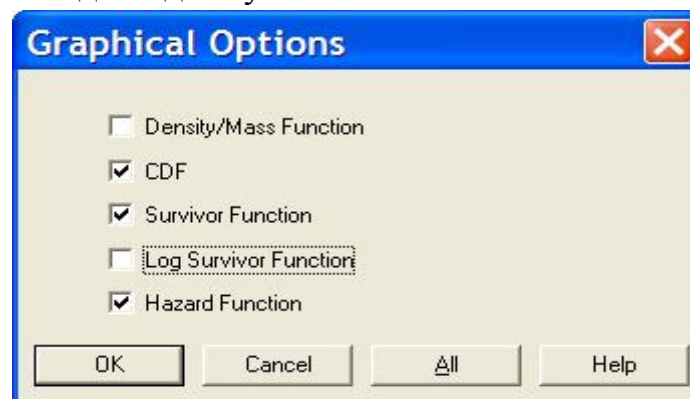 Graphical Options
Density/Mass Function
CDF
Survivor Function
Log Survivor Function
Hazard Function
OK Cancel All Help